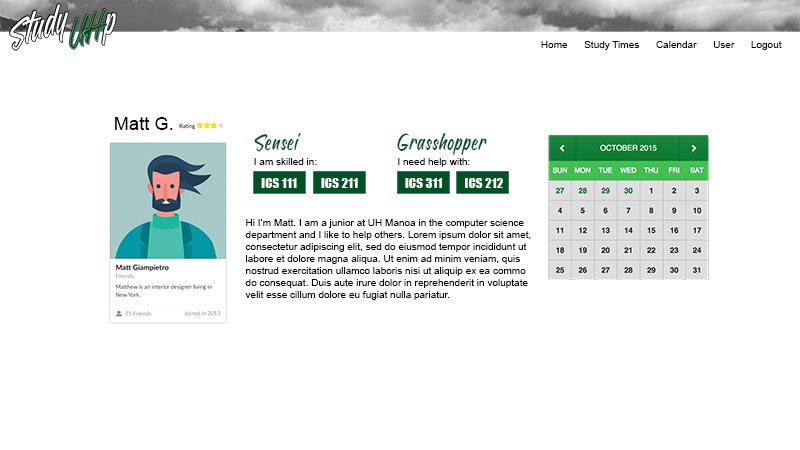 Study UHp
Home Study Times Calendar User Logout
Matt G. Rating
Matt Giampietro
Friends
Matthew is an interior designer living in
New York.
75 Friends Joined in 2013
Sensei
I am skilled in:
ICS 111 ICS 211
Grasshopper
I need help with:
ICS 311 ICS 212
Hi I'm Matt. I am a junior at UH Manoa in the computer science
department and I like to help others. Lorem ipsum dolor sit amet,
consectetur adipiscing elit, sed do eiusmod tempor incididunt ut
labore et dolore magna aliqua. Ut enim ad minim veniam, quis
nostrud exercitation ullamco laboris nisi ut aliquip ex ea commo
do consequat. Duis aute irure dolor in reprehenderit in voluptate
velit esse cillum dolore eu fugiat nulla pariatur.
OCTOBER 2015
SUN MON TUE WED THU FRI SAT
27 28 29 30 1 2 3
4 5 6 7 8 9 10
11 12 13 14 15 16 17
18 19 20 21 22 23 24
25 26 27 28 29 30 31